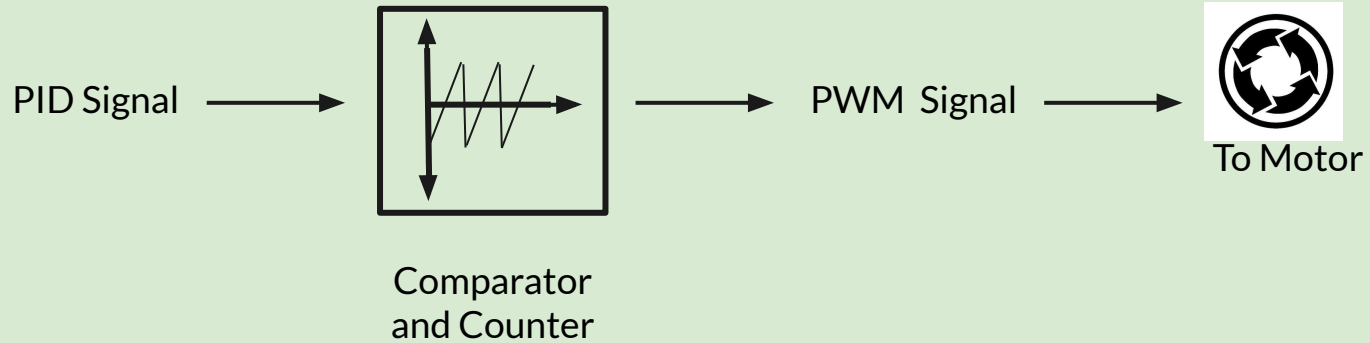 PID Signal
PWM Signal
To Motor
Comparator
and Counter